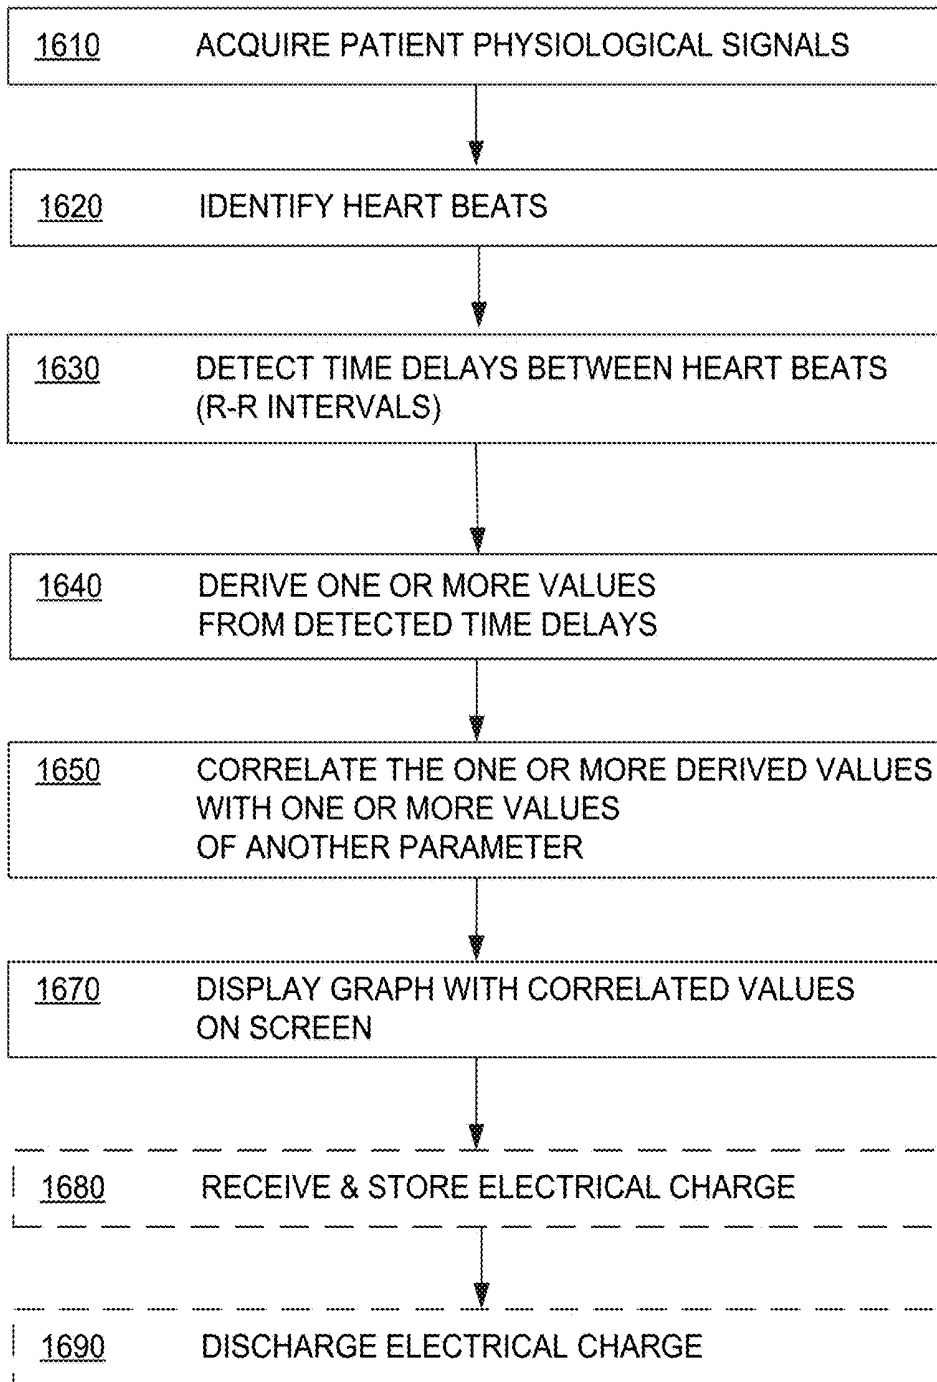 1610 ACQUIRE PATIENT PHYSIOLOGICAL SIGNALS
1620 IDENTIFY HEART BEATS
1630 DETECT TIME DELAYS BETWEEN HEART BEATS
(R-R INTERVALS)
1640 DERIVE ONE OR MORE VALUES
FROM DETECTED TIME DELAYS
1650 CORRELATE THE ONE OR MORE DERIVED VALUES
WITH ONE OR MORE VALUES
OF ANOTHER PARAMETER
1670 DISPLAY GRAPH WITH CORRELATED VALUES
ON SCREEN
1680 RECEIVE & STORE ELECTRICAL CHARGE
1690 DISCHARGE ELECTRICAL CHARGE